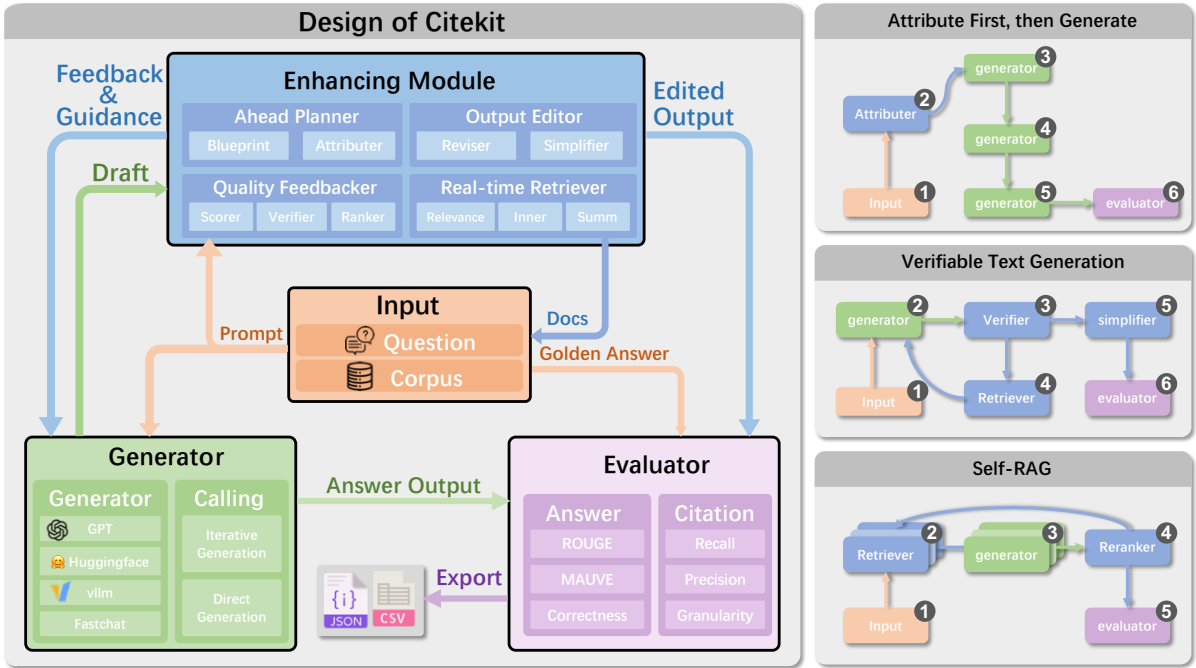 Design of Citekit
Feedback
&
Guidance
Enhancing Module
Ahead Planner
Blueprint
Attributer
Output Editor
Reviser
Simplifier
Quality Feedbacker
Scorer
Verifier
Ranker
Real-time Retriever
Relevance
Inner
Summ
Edited
Output
Draft
Input
Question
Corpus
Prompt
Docs
Golden Answer
Generator
Generator
GPT
Huggingface
vllm
Fastchat
Calling
Iterative
Generation
Direct
Generation
Answer Output
Evaluator
Answer
ROUGE
MAUVE
Correctness
Citation
Recall
Precision
Granularity
Export
{i}
JSON
CSV
Attribute First, then Generate
Input
1
Attributer
2
generator
3
generator
4
generator
5
evaluator
6
Verifiable Text Generation
Input
1
generator
2
Verifier
3
Retriever
4
simplifier
5
evaluator
6
Self-RAG
Input
1
Retriever
2
generator
3
Reranker
4
evaluator
5